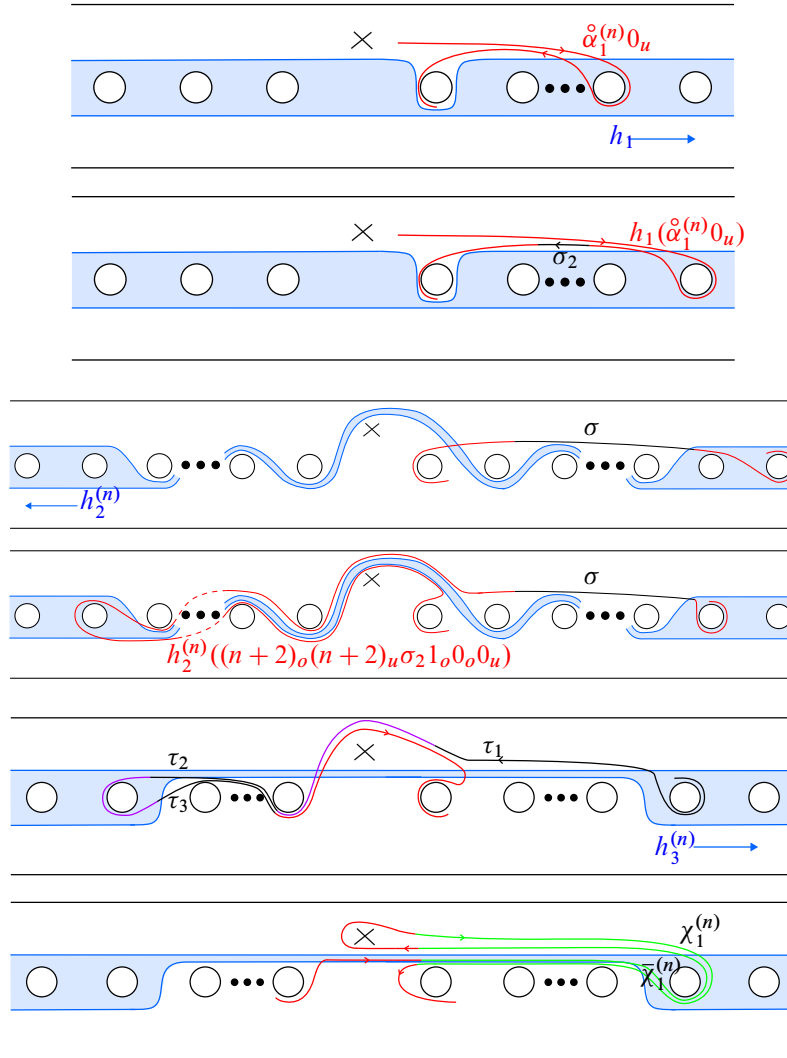 α̊₁⁽ⁿ⁾0ᵤ
h₁
h₁(α̊₁⁽ⁿ⁾0ᵤ)
σ₂
σ
h₂⁽ⁿ⁾
σ
h₂⁽ⁿ⁾((n + 2)ₒ(n + 2)ᵤσ₂1ₒ0ₒ0ᵤ)
τ₁
τ₂
τ₃
h₃⁽ⁿ⁾
χ₁⁽ⁿ⁾
χ̅₁⁽ⁿ⁾